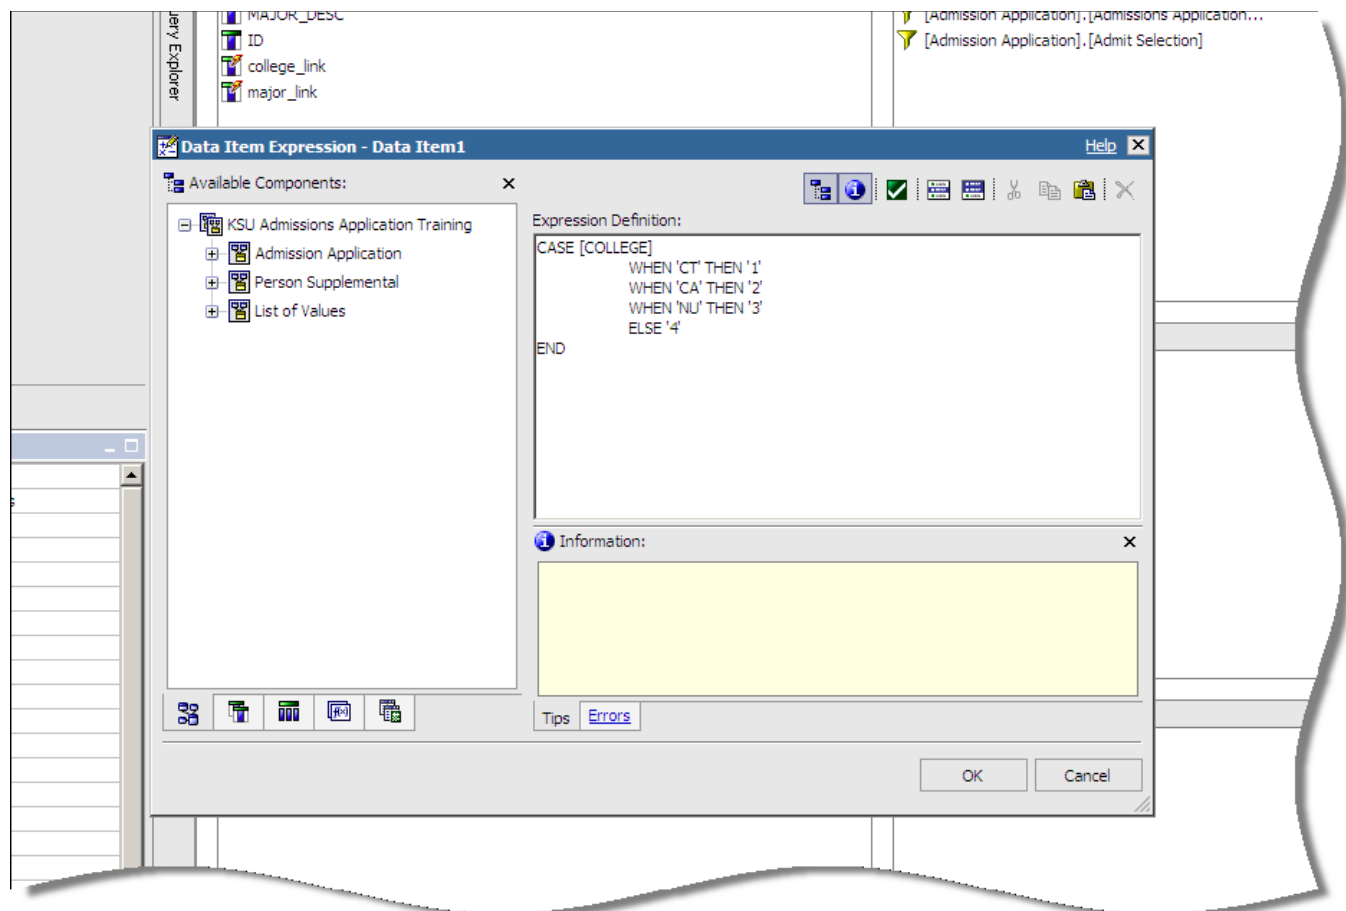 MAJOR_DESC
ID
college_link
major_link
[Admission Application].[Admissions Application...
[Admission Application].[Admit Selection]
Explorer
Data Item Expression - Data Item1
Help
Available Components:
KSU Admissions Application Training
Admission Application
Person Supplemental
List of Values
Expression Definition:
CASE [COLLEGE]
WHEN 'CT' THEN '1'
WHEN 'CA' THEN '2'
WHEN 'NU' THEN '3'
ELSE '4'
END
Information:
Tips Errors
OK Cancel